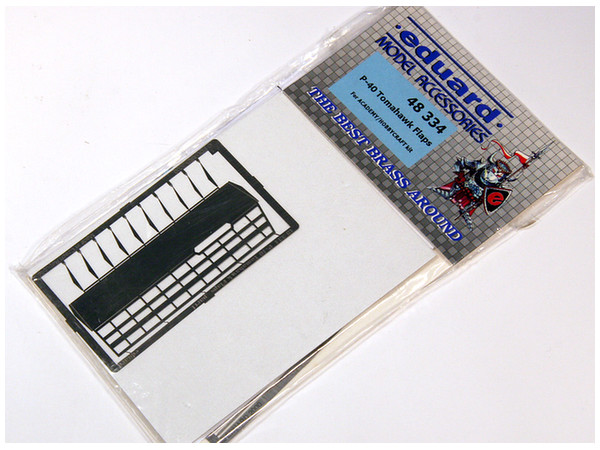 eduard
MODEL ACCESSORIES
48 334
P-40 Tomahawk Flaps
For ACADEMY/HOBBYCRAFT kit
THE BEST BRASS AROUND